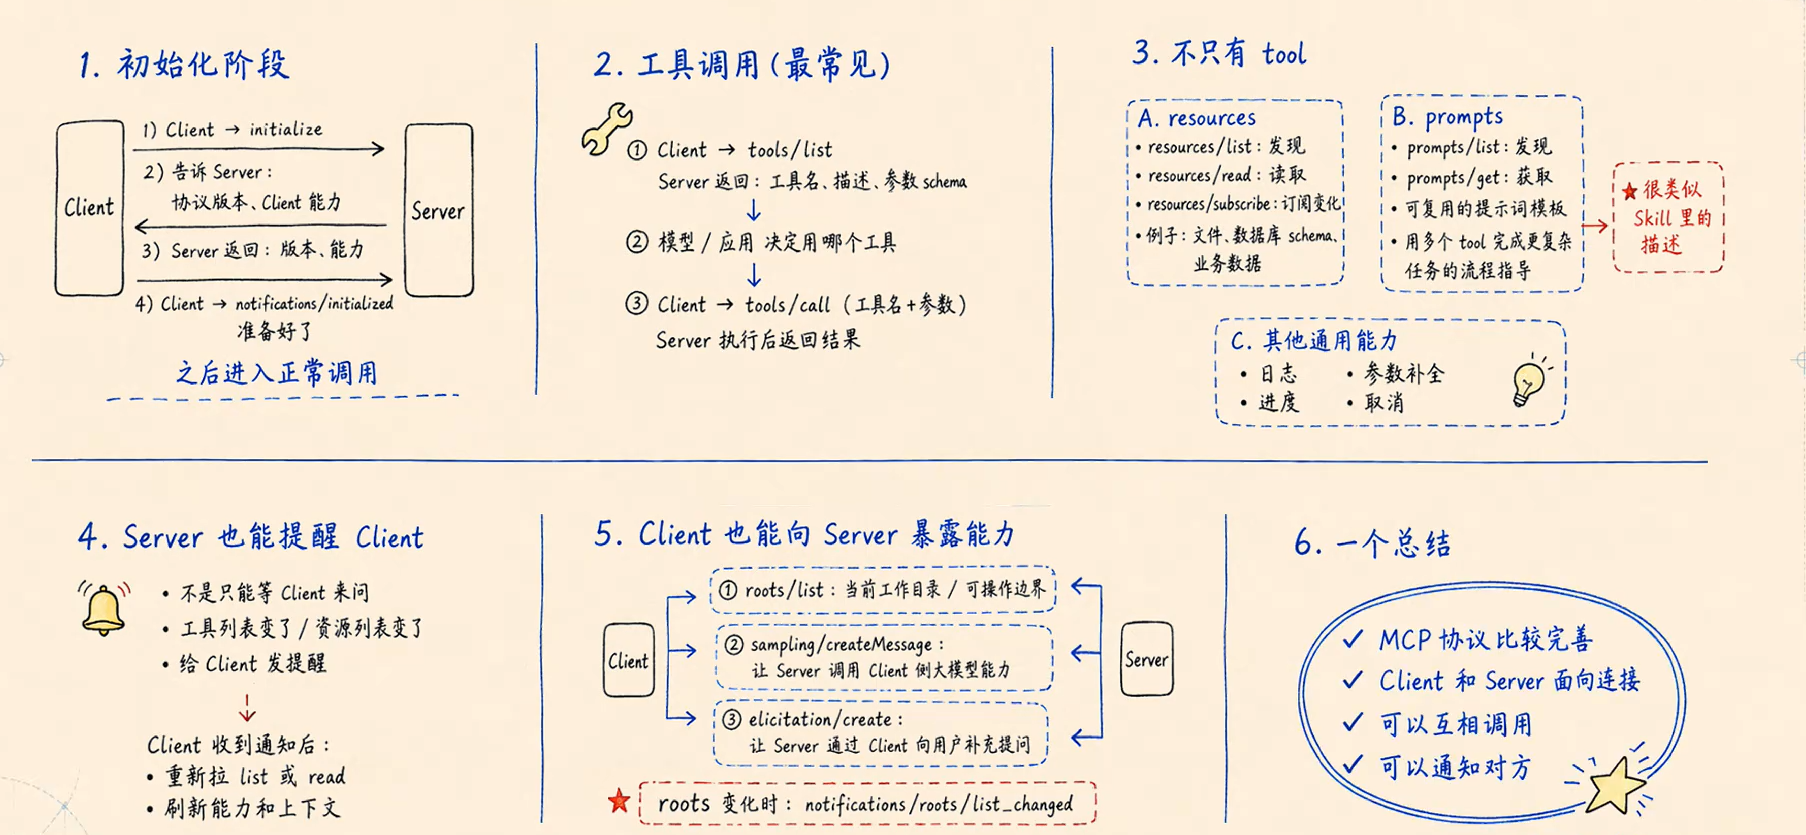 1. 初始化阶段
Client
1) Client → initialize
2) 告诉 Server：
协议版本、Client 能力
3) Server 返回：版本、能力
4) Client → notifications/initialized
准备好了
Server
之后进入正常调用
2. 工具调用（最常见）
① Client → tools/list
Server 返回：工具名、描述、参数 schema
② 模型 / 应用 决定用哪个工具
③ Client → tools/call（工具名+参数）
Server 执行后返回结果
3. 不只有 tool
A. resources
• resources/list：发现
• resources/read：读取
• resources/subscribe：订阅变化
• 例子：文件、数据库 schema、
业务数据
B. prompts
• prompts/list：发现
• prompts/get：获取
• 可复用的提示词模板
• 用多个 tool 完成更复杂
任务的流程指导
★ 很类似
Skill 里的
描述
C. 其他通用能力
• 日志
• 参数补全
• 进度
• 取消
4. Server 也能提醒 Client
• 不是只能等 Client 来问
• 工具列表变了 / 资源列表变了
• 给 Client 发提醒
Client 收到通知后：
• 重新拉 list 或 read
• 刷新能力和上下文
5. Client 也能向 Server 暴露能力
Client
① roots/list：当前工作目录 / 可操作边界
② sampling/createMessage：
让 Server 调用 Client 侧大模型能力
③ elicitation/create：
让 Server 通过 Client 向用户补充提问
Server
★ roots 变化时：notifications/roots/list_changed
6. 一个总结
✓ MCP 协议比较完善
✓ Client 和 Server 面向连接
✓ 可以互相调用
✓ 可以通知对方